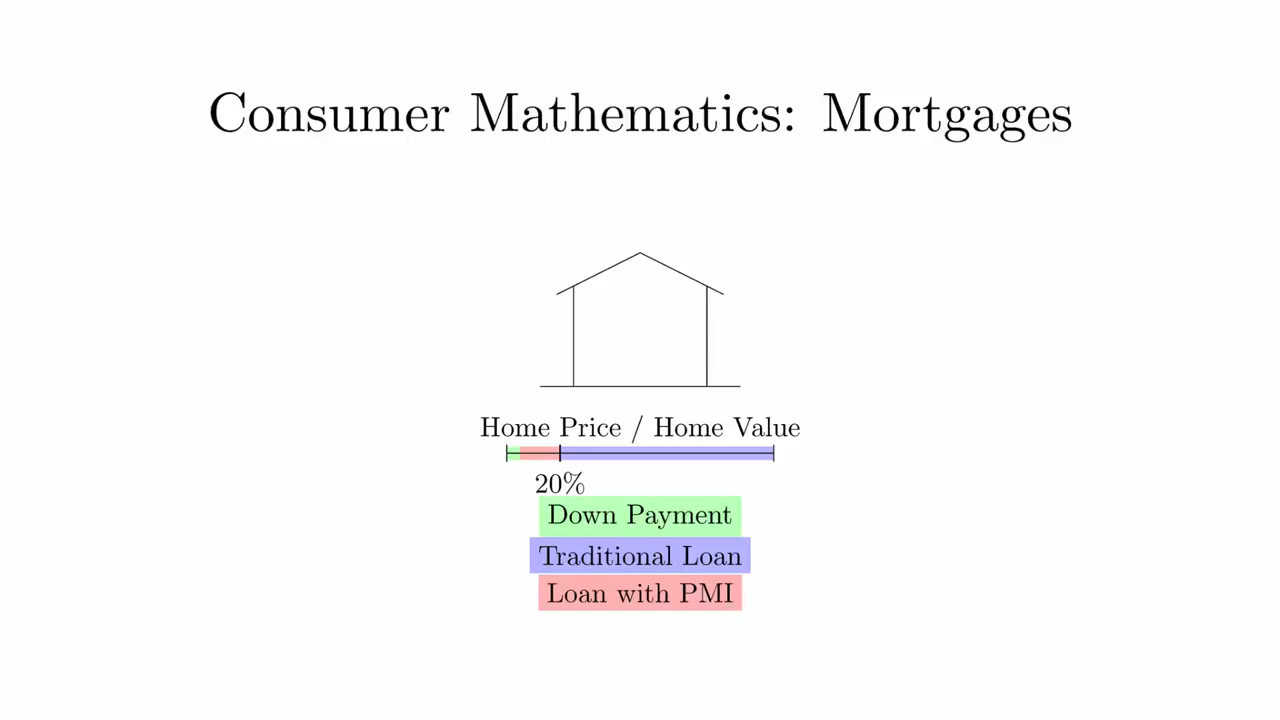 Consumer Mathematics: Mortgages
Home Price / Home Value
20%
Down Payment
Traditional Loan
Loan with PMI